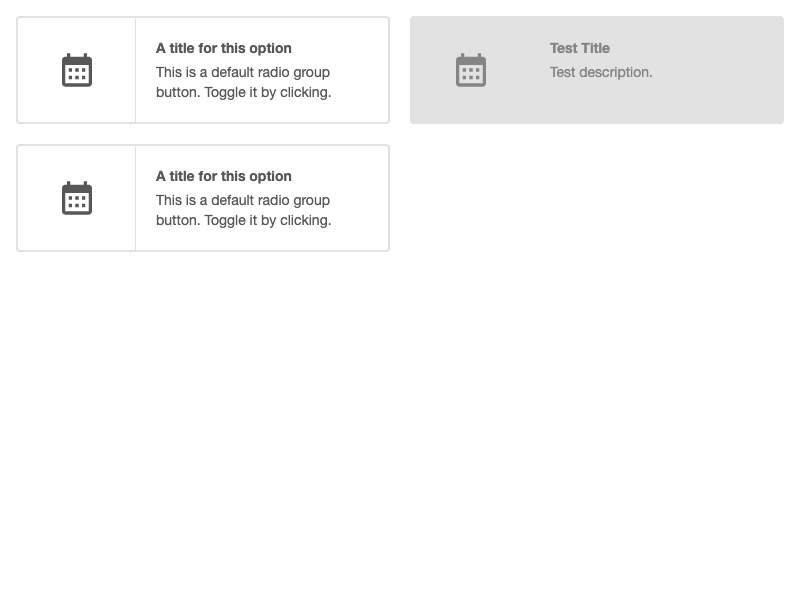 A title for this option
This is a default radio group
button. Toggle it by clicking.
Test Title
Test description.
A title for this option
This is a default radio group
button. Toggle it by clicking.